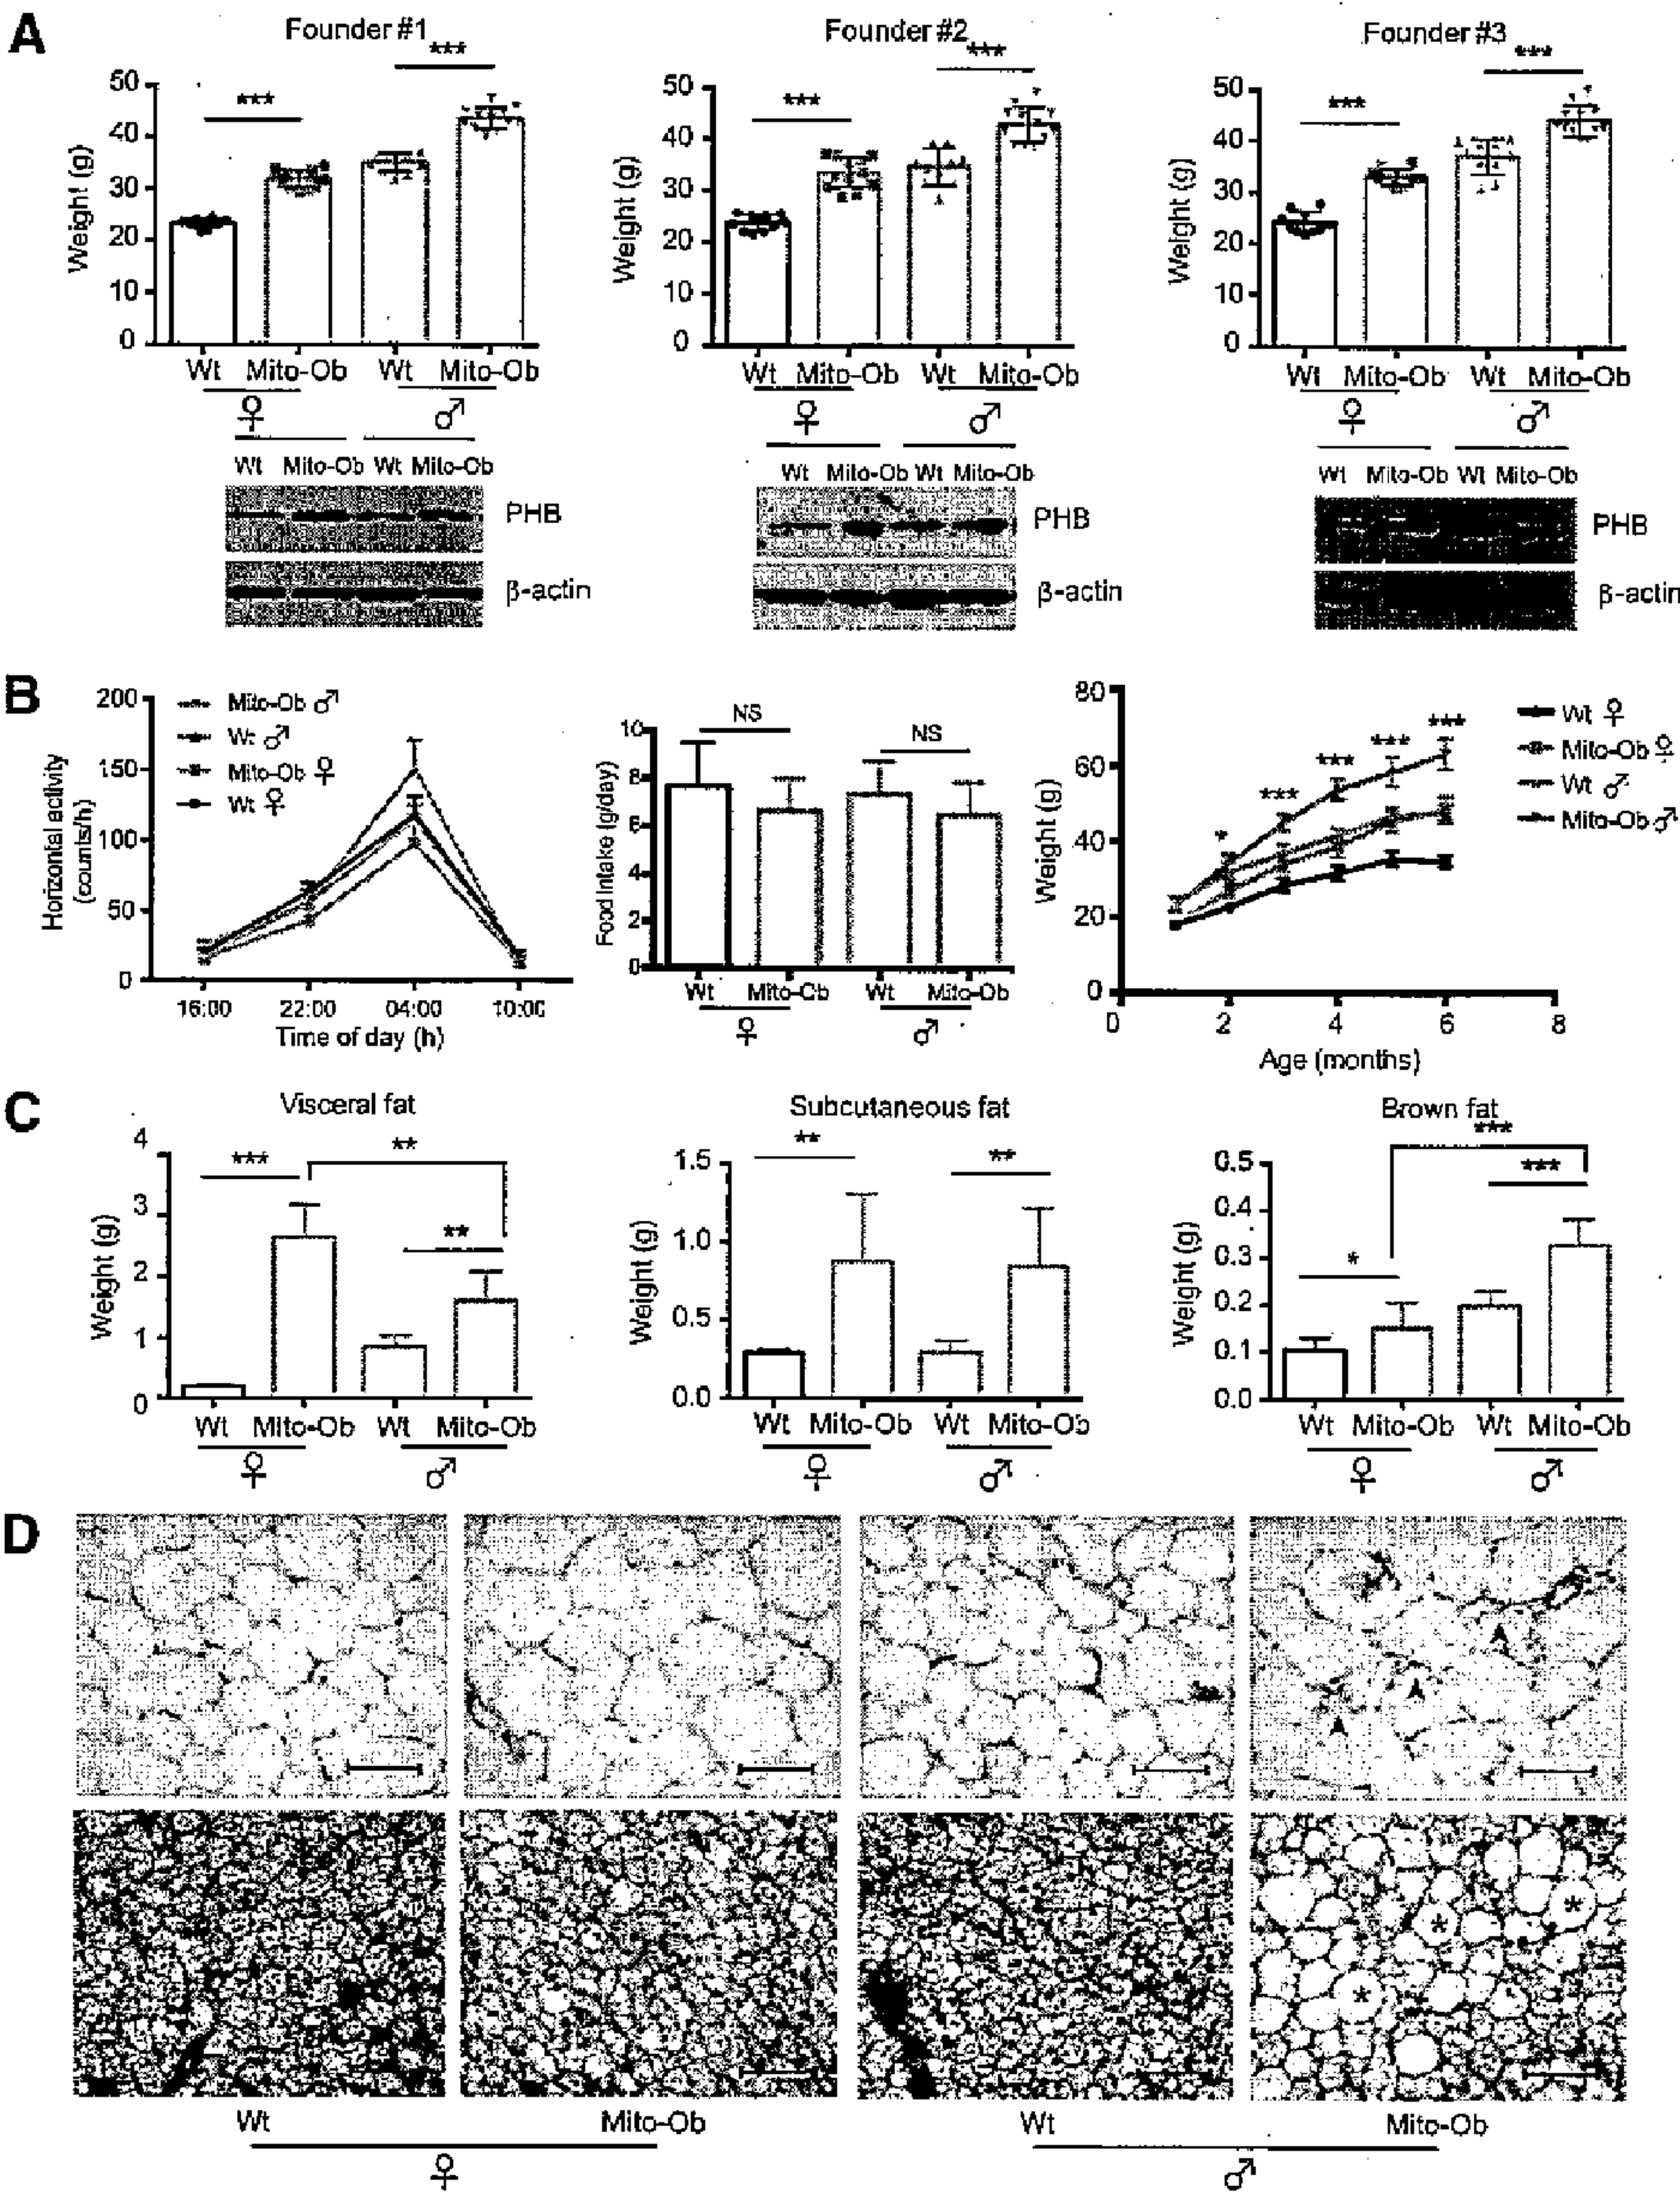 A
Founder #1
***
***
Weight (g)
50
40
30
20
10
0
Wt Mito-Ob Wt Mito-Ob
♀ ♂
Wt Mito-Ob Wt Mito-Ob
PHB
β-actin
Founder #2
***
***
Weight (g)
50
40
30
20
10
0
Wt Mito-Ob Wt Mito-Ob
♀ ♂
Wt Mito-Ob Wt Mito-Ob
PHB
β-actin
Founder #3
***
***
Weight (g)
50
40
30
20
10
0
Wt Mito-Ob Wt Mito-Ob
♀ ♂
Wt Mito-Ob Wt Mito-Ob
PHB
β-actin
B
Horizontal activity
(counts/h)
200
150
100
50
0
Mito-Ob ♂
Wt ♂
Mito-Ob ♀
Wt ♀
16:00 22:00 04:00 10:00
Time of day (h)
Food Intake (g/day)
10
8
6
4
2
0
NS
NS
Wt Mito-Ob Wt Mito-Ob
♀ ♂
Weight (g)
80
60
40
20
0
* *** *** *** ***
Wt ♀
Mito-Ob ♀
Wt ♂
Mito-Ob ♂
0 2 4 6 8
Age (months)
C
Visceral fat
***
**
**
Weight (g)
4
3
2
1
0
Wt Mito-Ob Wt Mito-Ob
♀ ♂
Subcutaneous fat
**
**
Weight (g)
1.5
1.0
0.5
0.0
Wt Mito-Ob Wt Mito-Ob
♀ ♂
Brown fat
***
***
*
Weight (g)
0.5
0.4
0.3
0.2
0.1
0.0
Wt Mito-Ob Wt Mito-Ob
♀ ♂
D
* * *
Wt Mito-Ob Wt Mito-Ob
♀ ♂